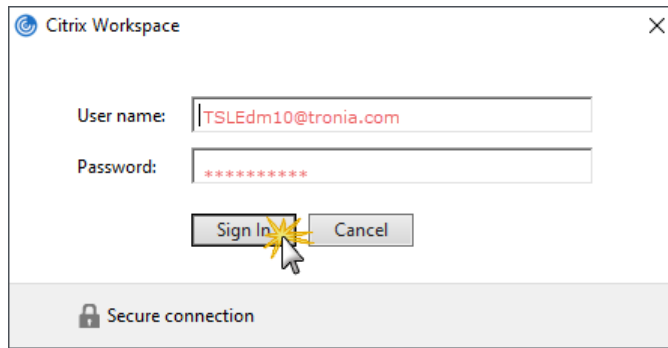 Citrix Workspace
User name: TSLEdm10@tronia.com
Password: **********
Sign In Cancel
Secure connection